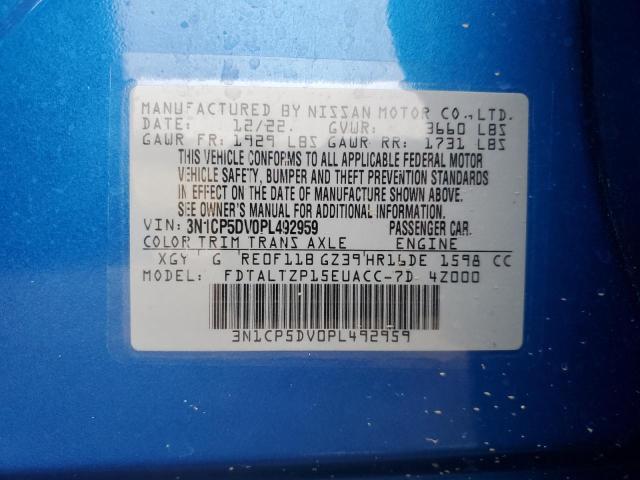 MANUFACTURED BY NISSAN MOTOR CO., LTD.
DATE: 12/22. GVWR: 3660 LBS
GAWR FR: 1929 LBS GAWR RR: 1731 LBS
THIS VEHICLE CONFORMS TO ALL APPLICABLE FEDERAL MOTOR
VEHICLE SAFETY, BUMPER AND THEFT PREVENTION STANDARDS
IN EFFECT ON THE DATE OF MANUFACTURE SHOWN ABOVE.
SEE OWNER'S MANUAL FOR ADDITIONAL INFORMATION.
VIN: 3N1CP5DV0PL492959 PASSENGER CAR.
COLOR TRIM TRANS AXLE ENGINE
XGY G RE0F11B GZ39 HR16DE 1598 CC
MODEL: FDTALTZP15EUACC-7D 4Z000
3N1CP5DV0PL492959